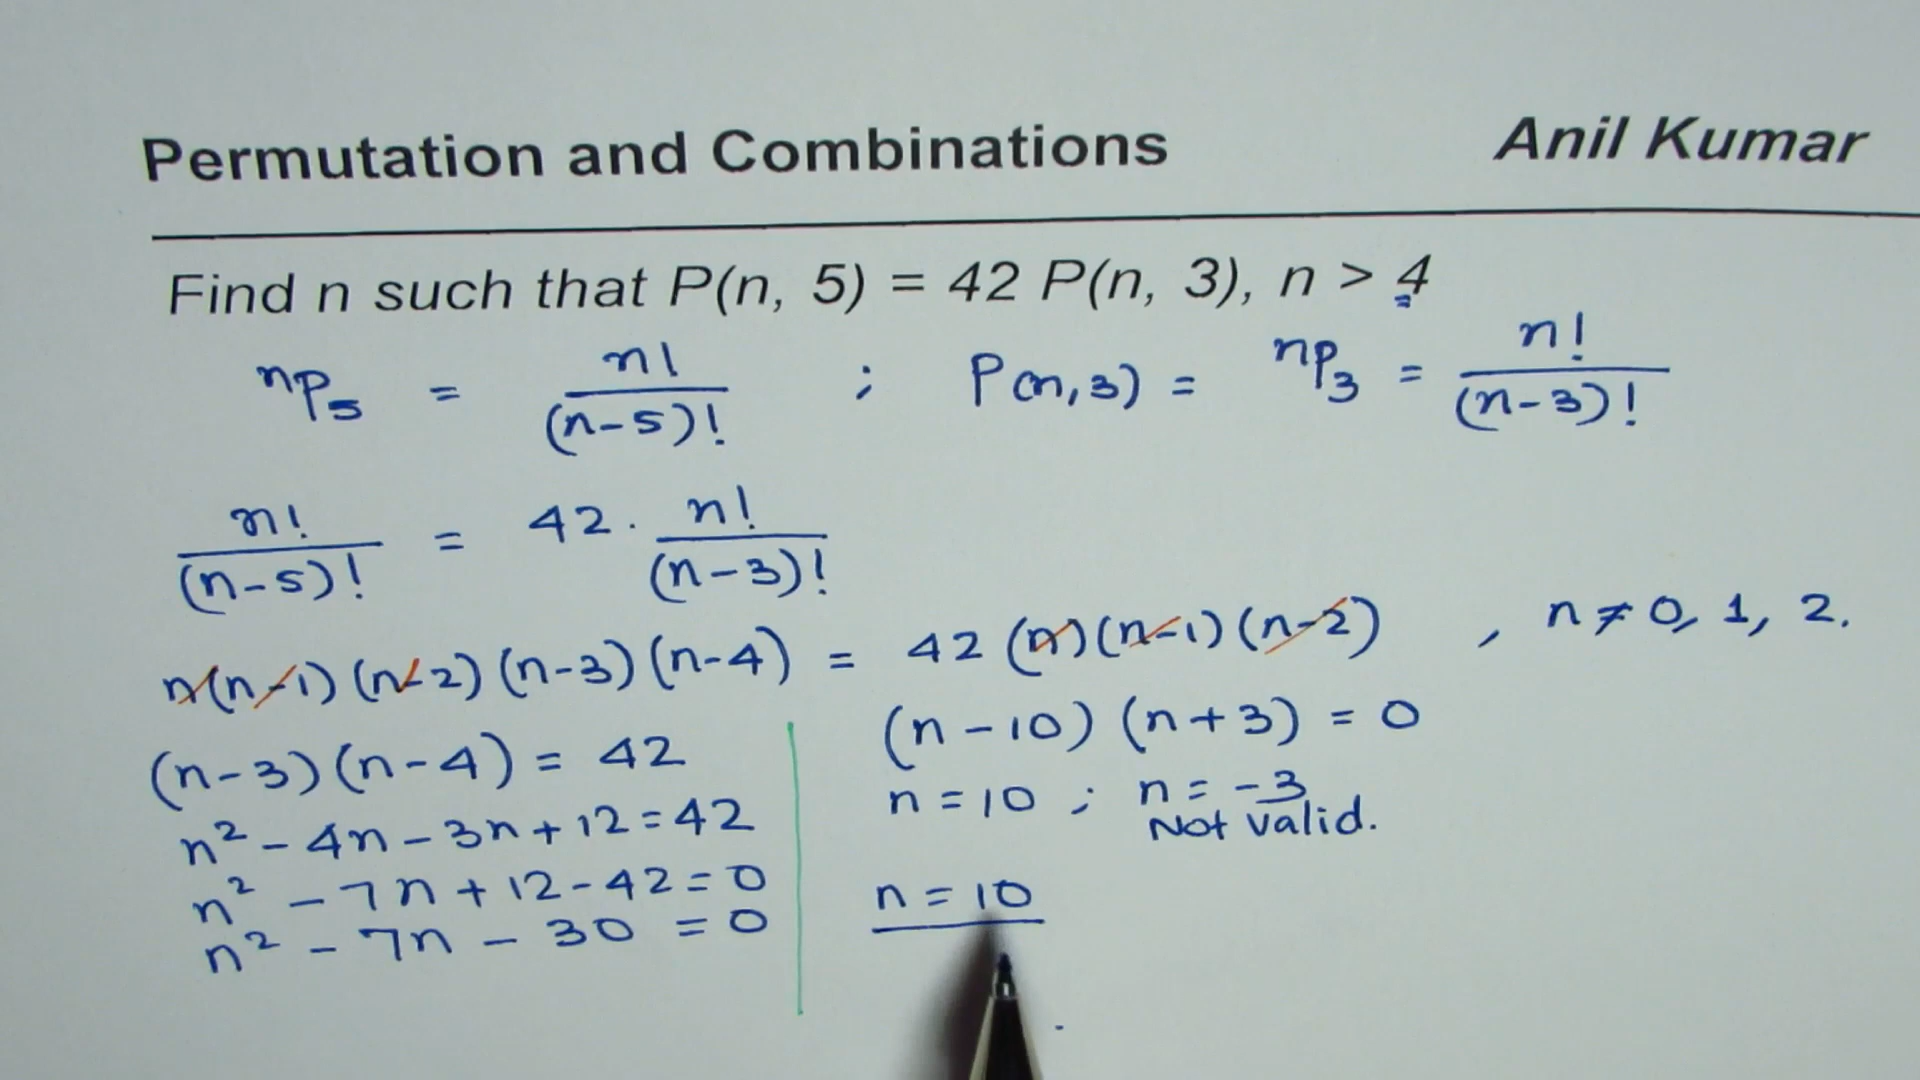 Permutation and Combinations Anil Kumar
Find n such that P(n, 5) = 42 P(n, 3), n > 4
nP5 = n!/(n-5)! ; P(n,3) = nP3 = n!/(n-3)!
n!/(n-5)! = 42 · n!/(n-3)!
n(n-1)(n-2)(n-3)(n-4) = 42 (n)(n-1)(n-2) , n ≠ 0, 1, 2.
(n-3)(n-4) = 42
n² - 4n - 3n + 12 = 42
n² - 7n + 12 - 42 = 0
n² - 7n - 30 = 0
(n - 10) (n + 3) = 0
n = 10 ; n = -3
Not valid.
n = 10